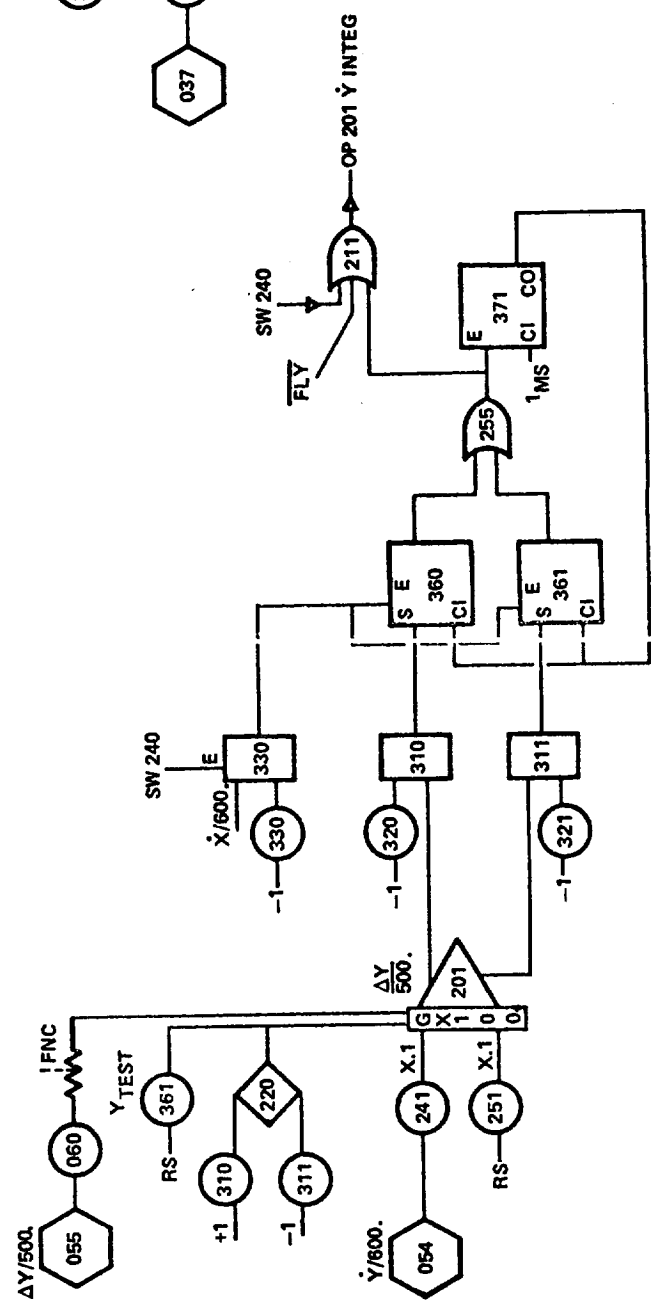 037
ΔY/500.
055
060
FNC
Y TEST
RS
361
+1
310
−1
311
220
Ẏ/600.
054
241
X.1
RS
251
X.1
G
X
1
0
0
ΔY
500.
201
SW 240
E
Ẋ/600.
330
−1
330
−1
320
310
311
−1
321
S E
360
CI
E
S
361
CI
255
SW 240
FLY
211
OP 201 Ẏ INTEG
E
371
CI CO
1MS